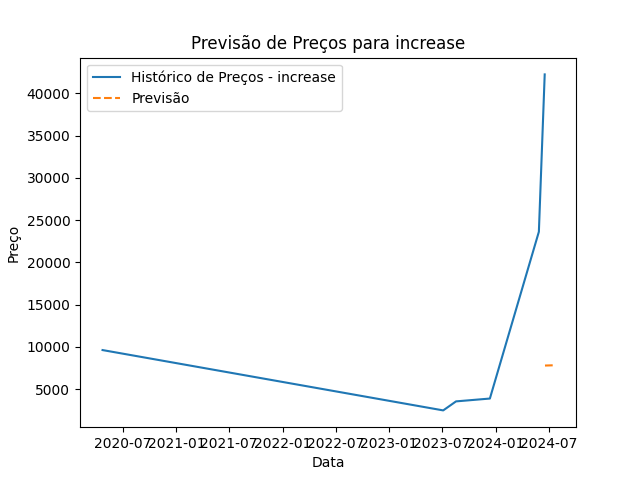 Previsão de Preços para increase
Histórico de Preços - increase
Previsão
Preço
40000
35000
30000
25000
20000
15000
10000
5000
2020-07 2021-01 2021-07 2022-01 2022-07 2023-01 2023-07 2024-01 2024-07
Data